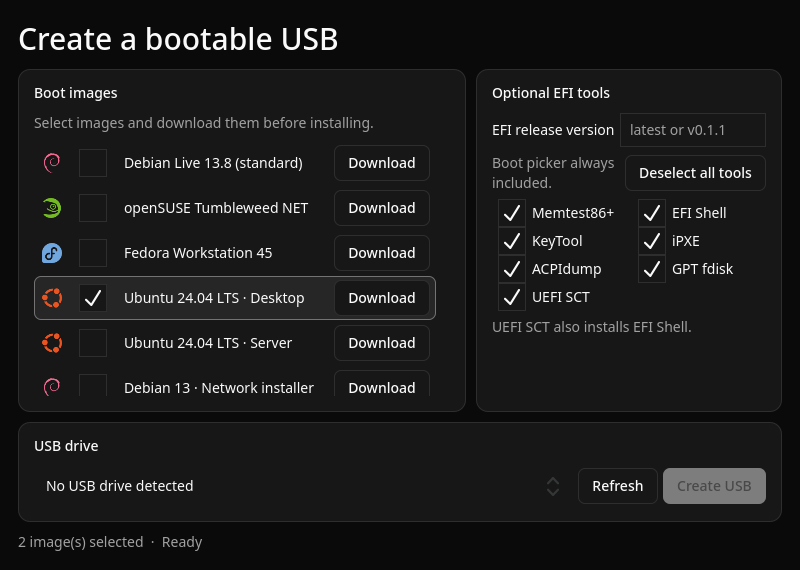 Create a bootable USB
Boot images
Select images and download them before installing.
Debian Live 13.8 (standard) Download
openSUSE Tumbleweed NET Download
Fedora Workstation 45 Download
Ubuntu 24.04 LTS · Desktop Download
Ubuntu 24.04 LTS · Server Download
Debian 13 · Network installer Download
Optional EFI tools
EFI release version latest or v0.1.1
Boot picker always
included.
Deselect all tools
Memtest86+ EFI Shell
KeyTool iPXE
ACPIdump GPT fdisk
UEFI SCT
UEFI SCT also installs EFI Shell.
USB drive
No USB drive detected Refresh Create USB
2 image(s) selected · Ready